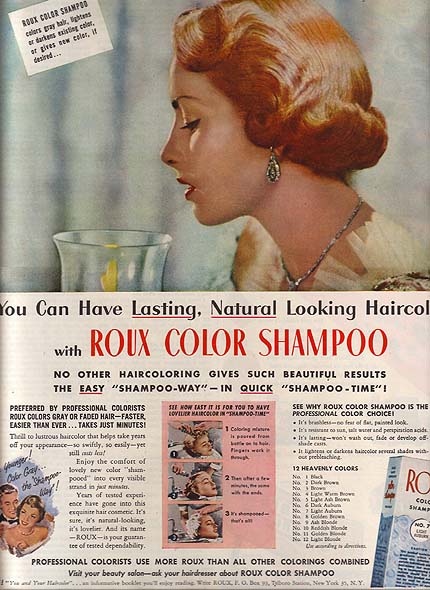 ROUX COLOR SHAMPOO
colors gray hair, lightens
or darkens existing color,
or gives new color, if
desired...
You Can Have Lasting, Natural Looking Haircol
with ROUX COLOR SHAMPOO
NO OTHER HAIRCOLORING GIVES SUCH BEAUTIFUL RESULTS
THE EASY "SHAMPOO-WAY"—IN QUICK "SHAMPOO-TIME"!
PREFERRED BY PROFESSIONAL COLORISTS
ROUX COLORS GRAY OR FADED HAIR—FASTER,
EASIER THAN EVER...TAKES JUST MINUTES!
Thrill to lustrous haircolor that helps take years
off your appearance—so swiftly, so easily—yet
still costs less!
Enjoy the comfort of
lovely new color "sham-
pooed" into every visible
strand in just minutes.
Years of tested experi-
ence have gone into this
exquisite hair cosmetic. It's
sure, it's natural-looking,
it's lovelier. And its name
—ROUX—is your guaran-
tee of tested dependability.
Color Gray
SEE HOW EASY IT IS FOR YOU TO HAVE
LOVELIER HAIRCOLOR IN "SHAMPOO-TIME"!
1 Coloring mixture
is poured from
bottle on to hair.
Fingers work it
through.
2 Then after a few
minutes, the same
with the ends.
3 It's shampooed—
that's all!
SEE WHY ROUX COLOR SHAMPOO IS THE
PROFESSIONAL COLOR CHOICE!
• It's brushless—no fear of flat, painted look.
• It's resistant to sun, salt water and perspiration acids.
• It's lasting—won't wash out, fade or develop off-
shade casts.
• It lightens or darkens haircolor several shades with-
out prebleaching.
12 HEAVENLY COLORS
No. 1 Black
No. 2 Dark Brown
No. 3 Brown
No. 4 Light Warm Brown
No. 5 Light Ash Brown
No. 6 Dark Auburn
No. 7 Light Auburn
No. 8 Golden Brown
No. 9 Ash Blonde
No. 10 Reddish Blonde
No. 11 Golden Blonde
No. 12 Light Blonde
Use according to directions.
RO
COLO
SHAMP
NO. 7
LIGHT
AUBURN
PROFESSIONAL COLORISTS USE MORE ROUX THAN ALL OTHER COLORINGS COMBINED
Visit your beauty salon—ask your hairdresser about ROUX COLOR SHAMPOO
"You and Your Haircolor"... an informative booklet you'll enjoy reading. Write ROUX, P. O. Box 37, Triboro Station, New York 35, N. Y.